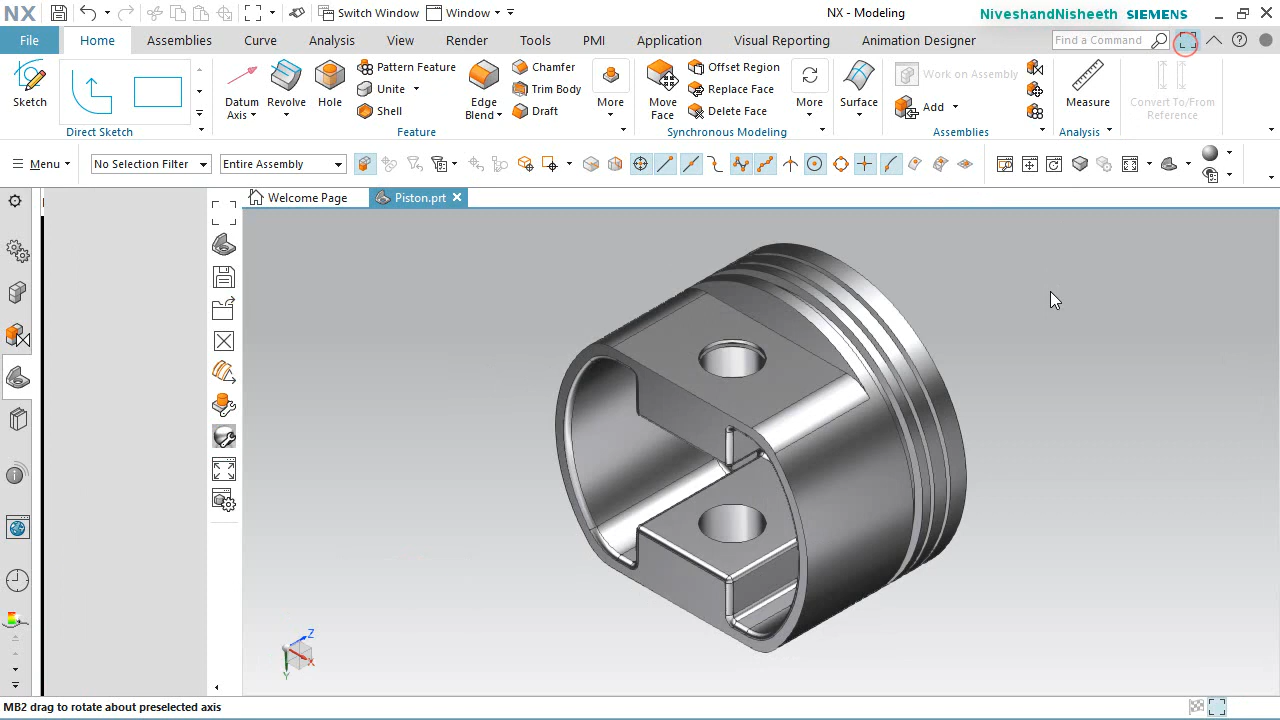 NX
Switch Window
Window
NX - Modeling
NiveshandNisheeth SIEMENS
File
Home
Assemblies
Curve
Analysis
View
Render
Tools
PMI
Application
Visual Reporting
Animation Designer
Find a Command
Sketch
Direct Sketch
Datum
Axis
Revolve
Hole
Pattern Feature
Unite
Shell
Edge
Blend
Chamfer
Trim Body
Draft
More
Feature
Move
Face
Offset Region
Replace Face
Delete Face
More
Synchronous Modeling
Surface
Work on Assembly
Add
Assemblies
Measure
Analysis
Convert To/From
Reference
Menu
No Selection Filter
Entire Assembly
Welcome Page
Piston.prt
Z
X
Y
MB2 drag to rotate about preselected axis